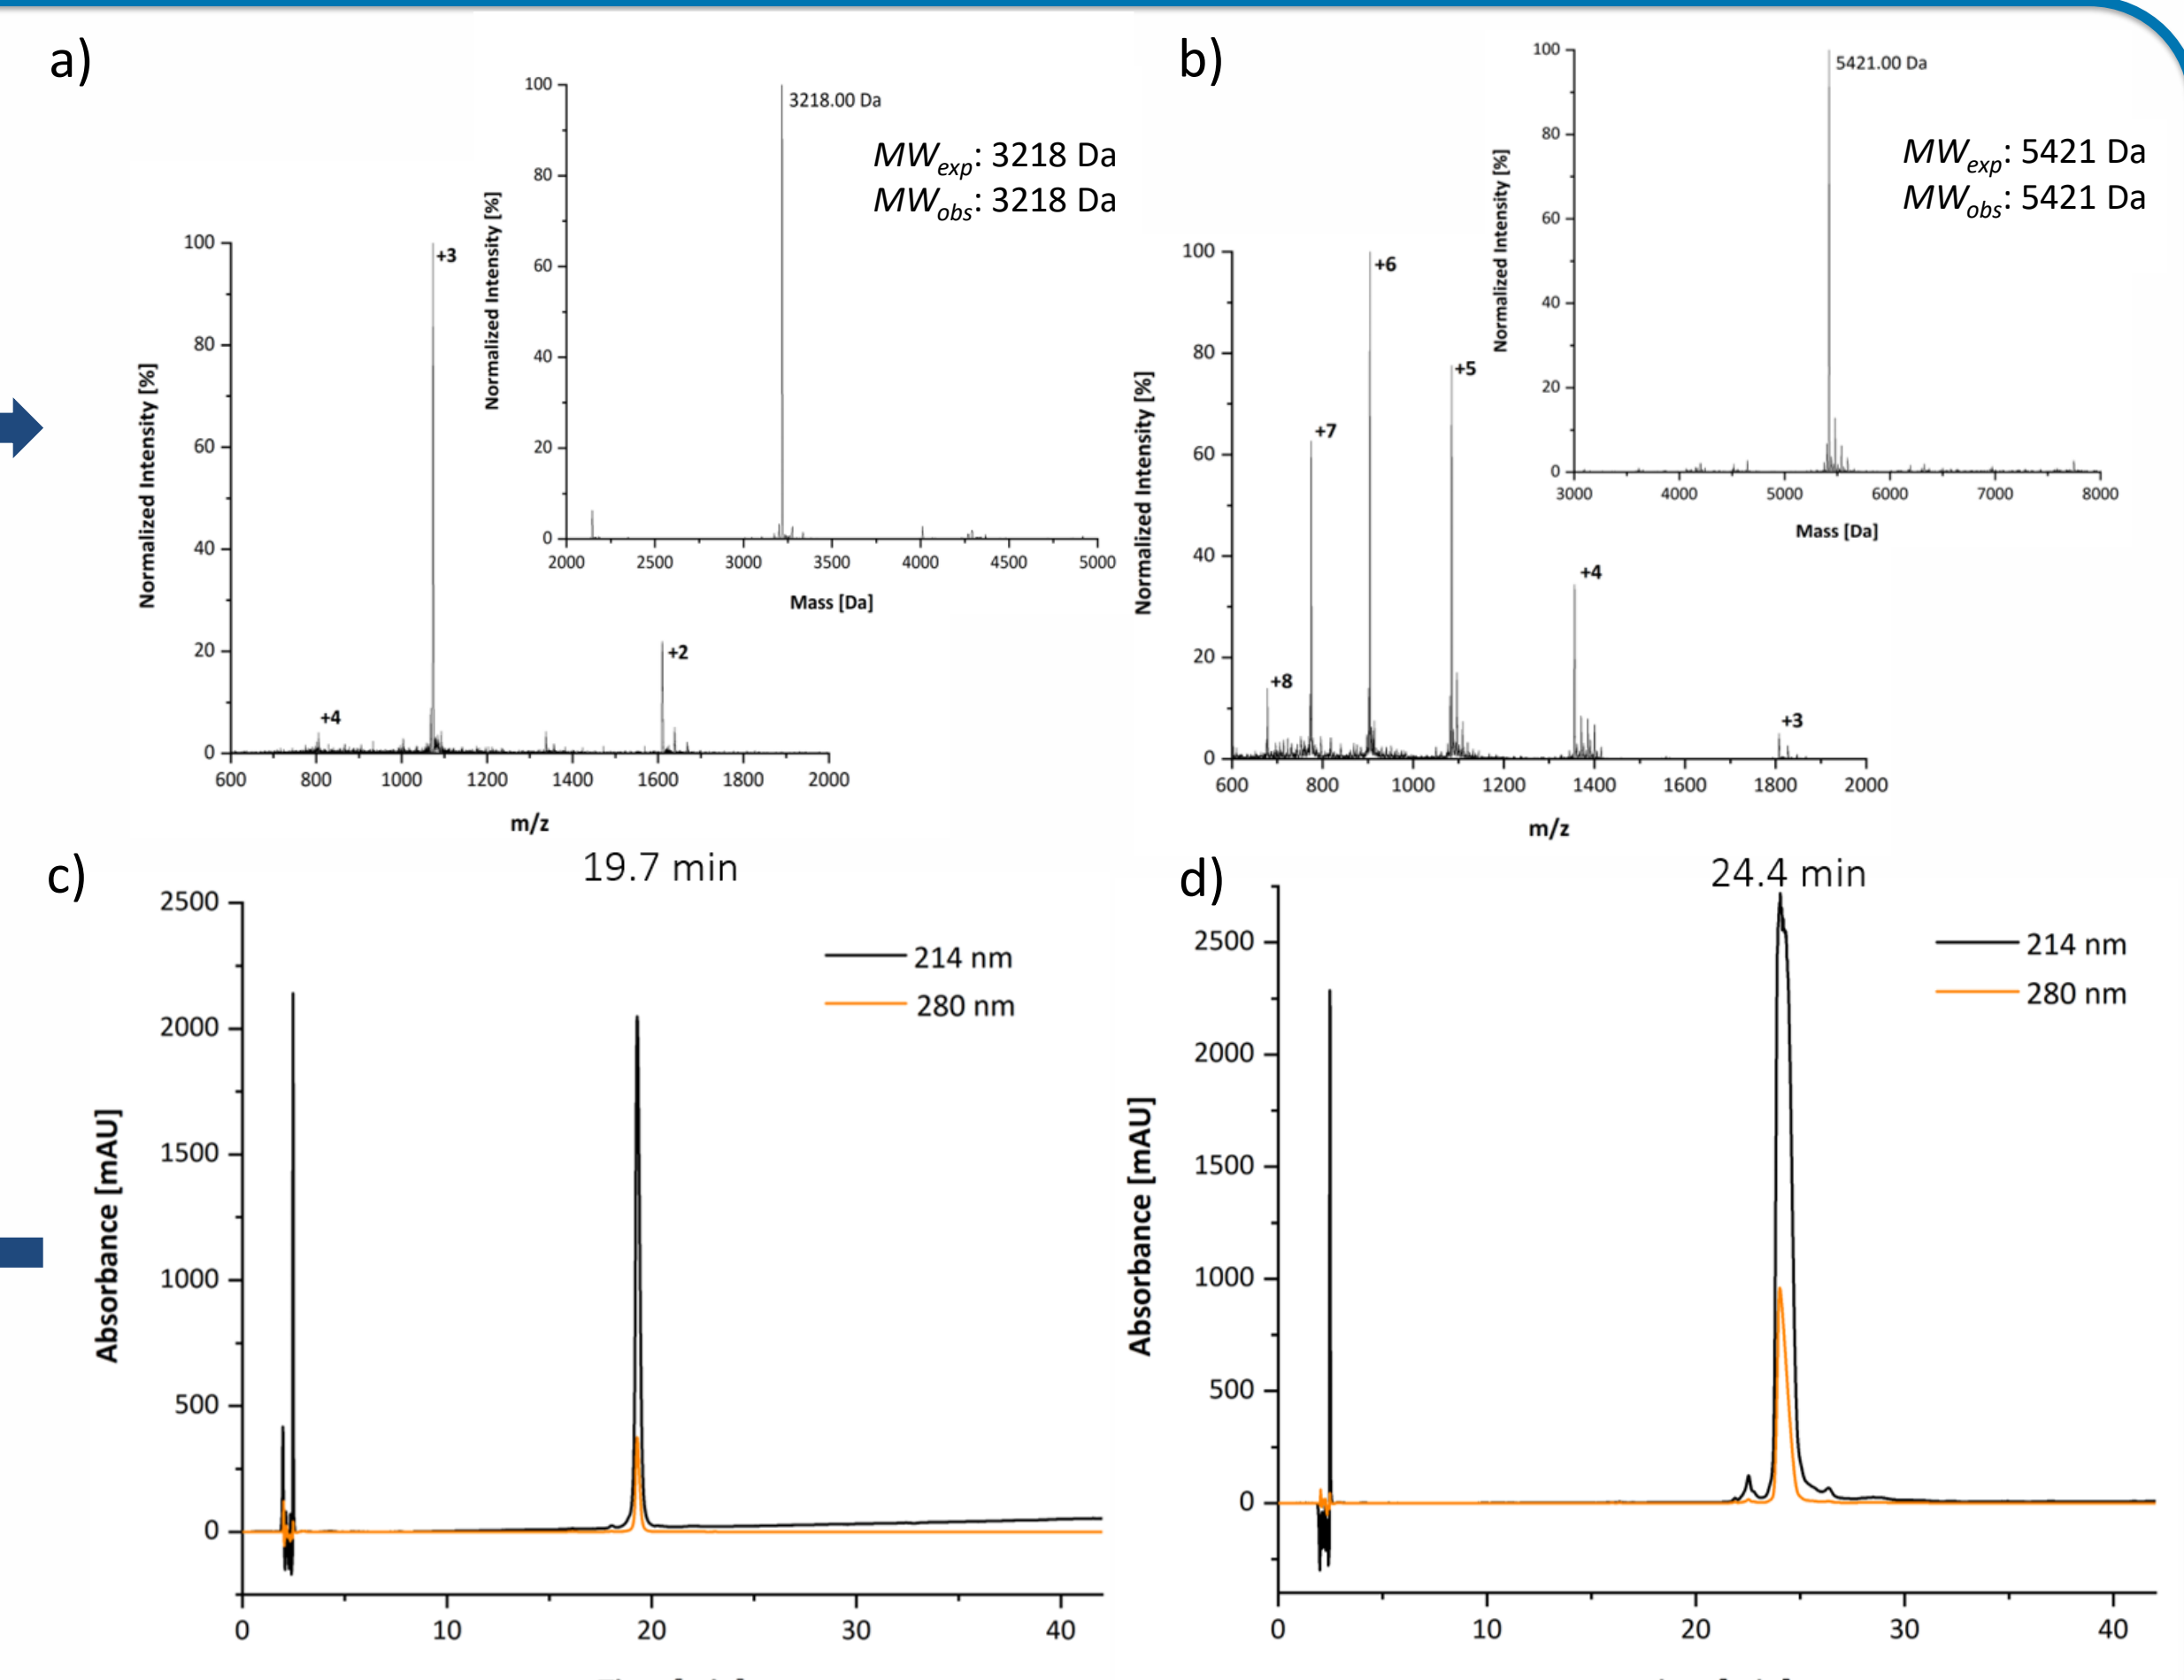 a)
100
80
60
40
20
0
Normalized Intensity [%]
+4
+3
+2
600 800 1000 1200 1400 1600 1800 2000
m/z
100
80
60
40
20
0
Normalized Intensity [%]
3218.00 Da
2000 2500 3000 3500 4000 4500 5000
Mass [Da]
MWexp: 3218 Da
MWobs: 3218 Da
b)
100
80
60
40
20
0
Normalized Intensity [%]
+8
+7
+6
+5
+4
+3
600 800 1000 1200 1400 1600 1800 2000
m/z
100
80
60
40
20
0
Normalized Intensity [%]
5421.00 Da
3000 4000 5000 6000 7000 8000
Mass [Da]
MWexp: 5421 Da
MWobs: 5421 Da
c)
19.7 min
2500
2000
1500
1000
500
0
Absorbance [mAU]
214 nm
280 nm
0 10 20 30 40
d)
24.4 min
2500
2000
1500
1000
500
0
Absorbance [mAU]
214 nm
280 nm
0 10 20 30 40